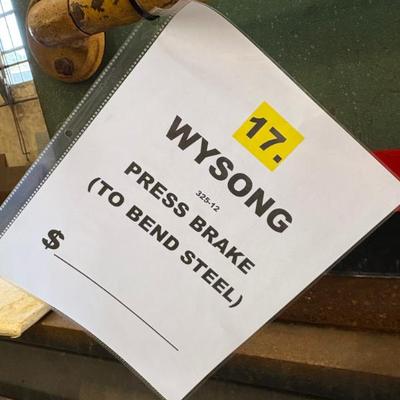 17.
WYSONG
325-12
PRESS BRAKE
(TO BEND STEEL)
$